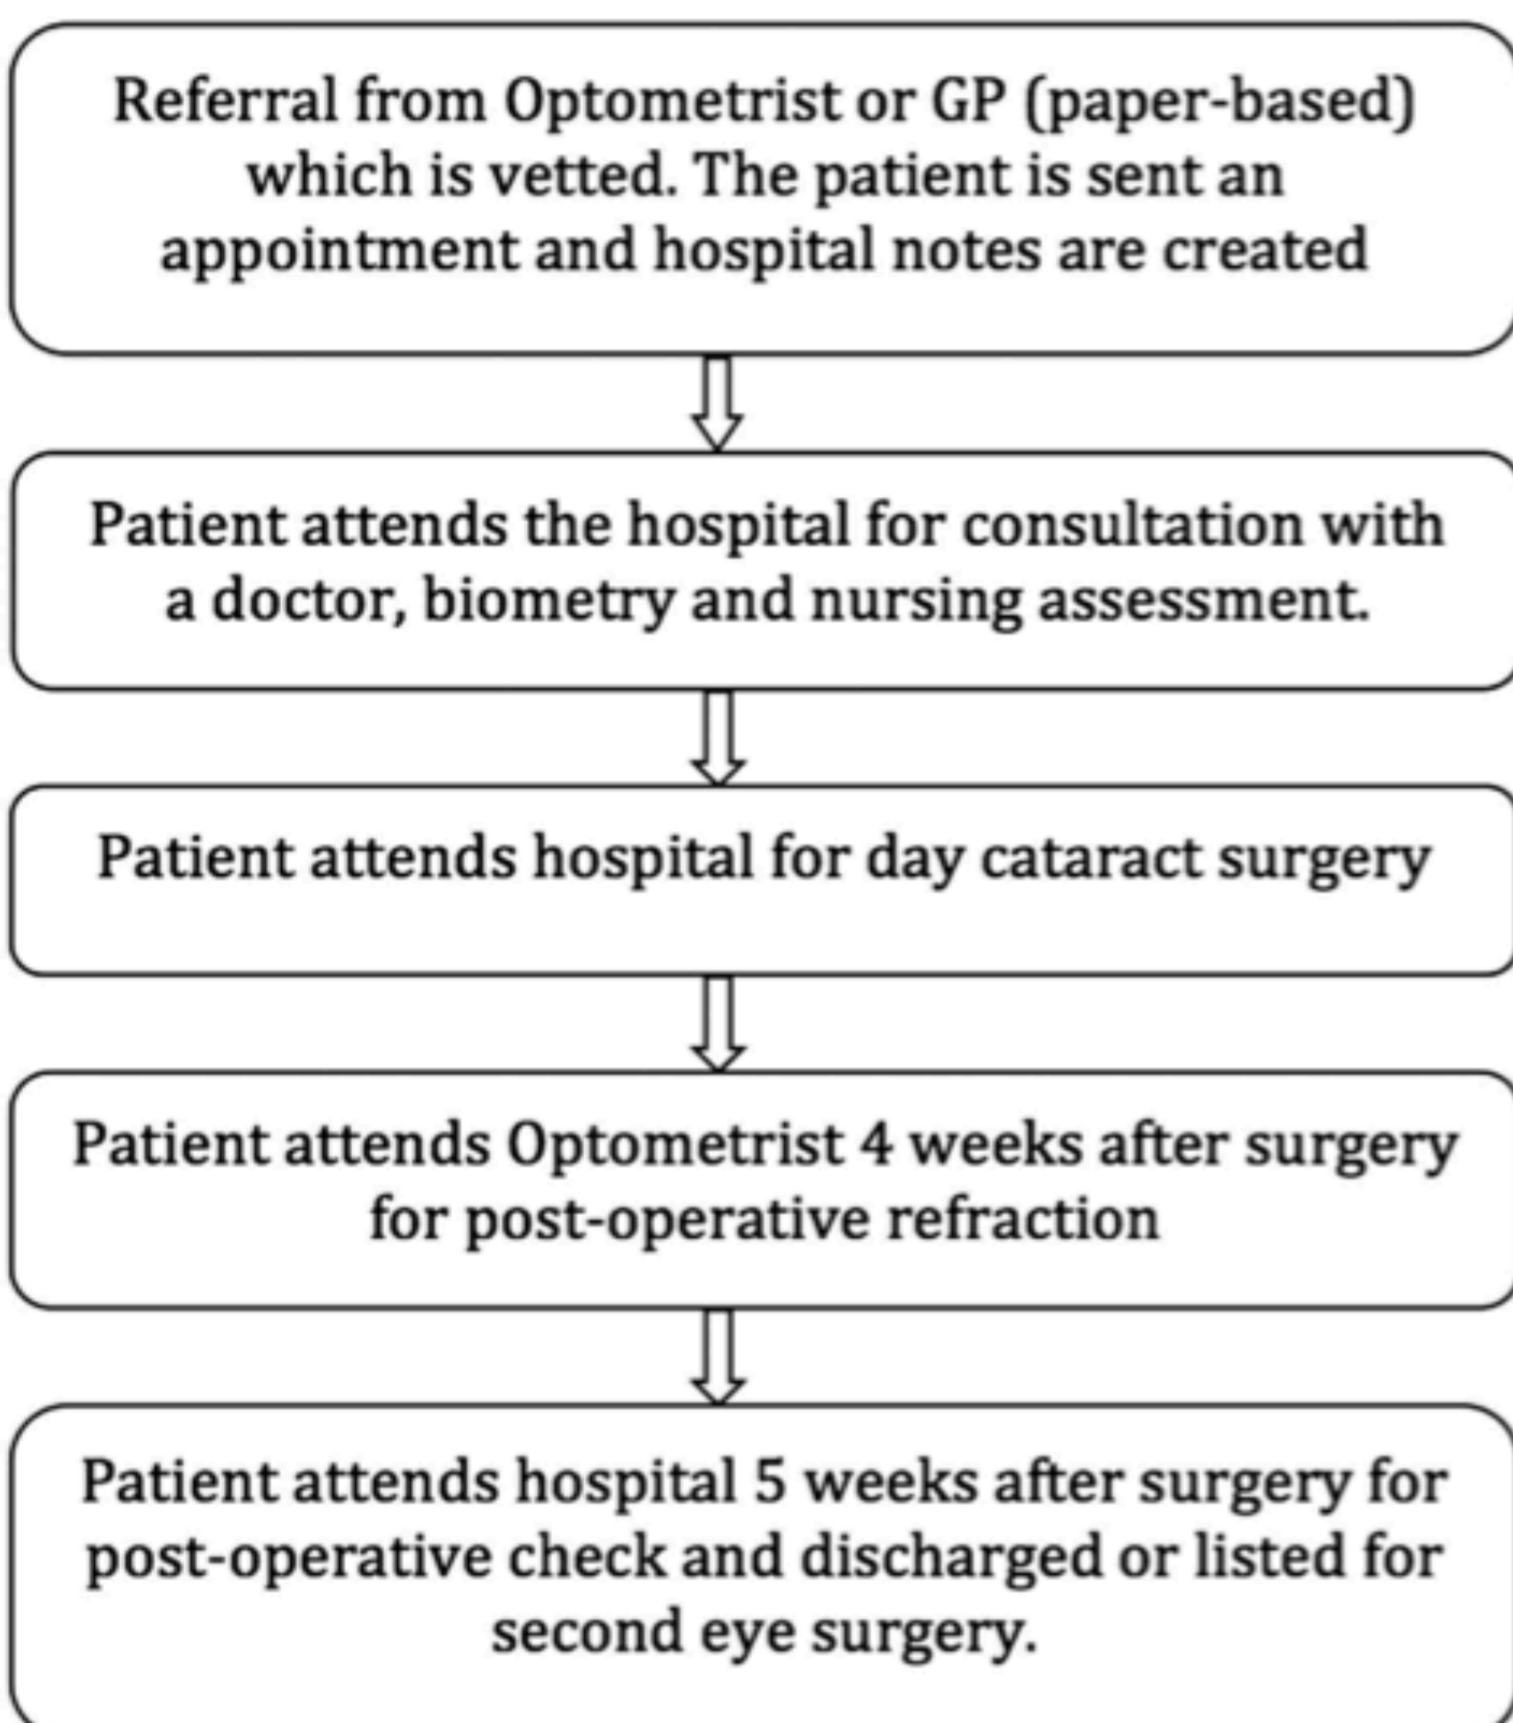 Referral from Optometrist or GP (paper-based)
which is vetted. The patient is sent an
appointment and hospital notes are created
Patient attends the hospital for consultation with
a doctor, biometry and nursing assessment.
Patient attends hospital for day cataract surgery
Patient attends Optometrist 4 weeks after surgery
for post-operative refraction
Patient attends hospital 5 weeks after surgery for
post-operative check and discharged or listed for
second eye surgery.